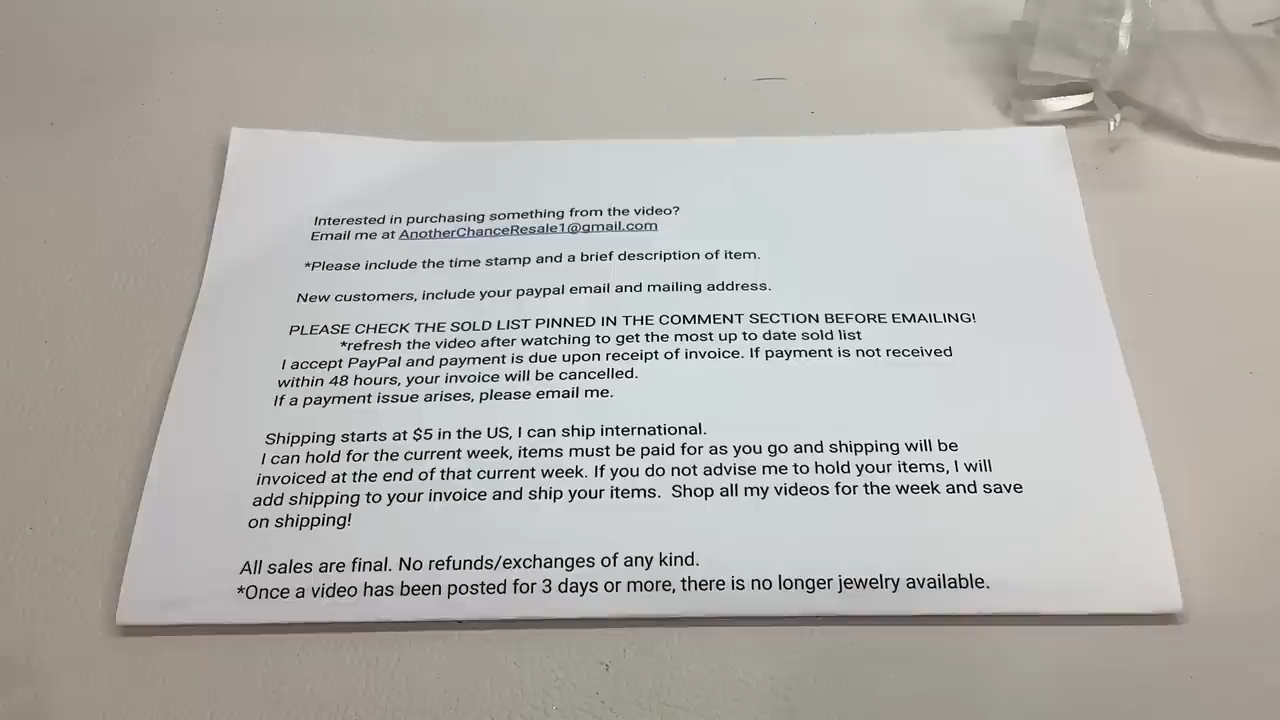 Interested in purchasing something from the video?
Email me at AnotherChanceResale1@gmail.com
*Please include the time stamp and a brief description of item.
New customers, include your paypal email and mailing address.
PLEASE CHECK THE SOLD LIST PINNED IN THE COMMENT SECTION BEFORE EMAILING!
*refresh the video after watching to get the most up to date sold list
I accept PayPal and payment is due upon receipt of invoice. If payment is not received
within 48 hours, your invoice will be cancelled.
If a payment issue arises, please email me.
Shipping starts at $5 in the US, I can ship international.
I can hold for the current week, items must be paid for as you go and shipping will be
invoiced at the end of that current week. If you do not advise me to hold your items, I will
add shipping to your invoice and ship your items. Shop all my videos for the week and save
on shipping!
All sales are final. No refunds/exchanges of any kind.
*Once a video has been posted for 3 days or more, there is no longer jewelry available.